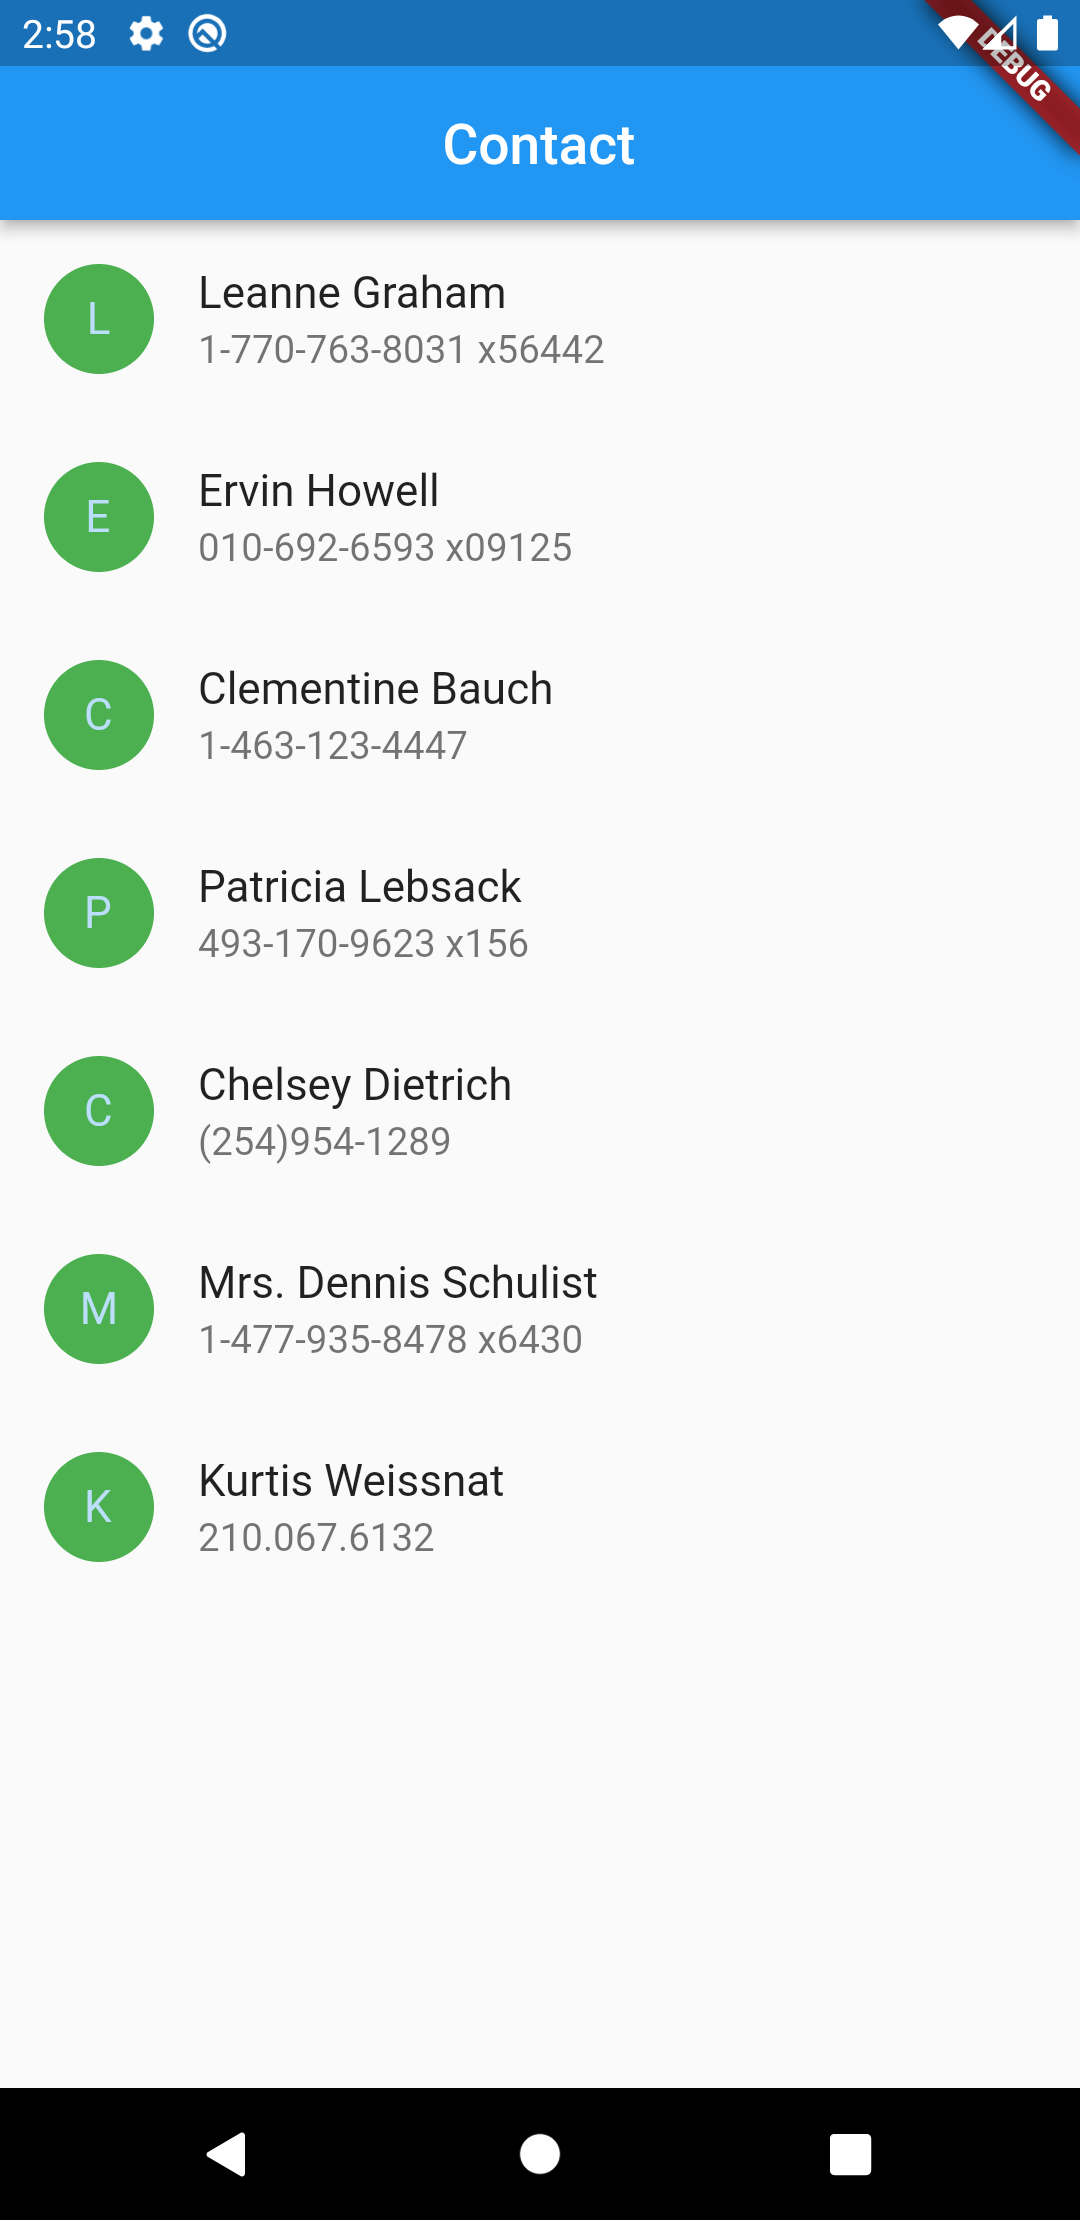 2:58
DEBUG
Contact
L
Leanne Graham
1-770-763-8031 x56442
E
Ervin Howell
010-692-6593 x09125
C
Clementine Bauch
1-463-123-4447
P
Patricia Lebsack
493-170-9623 x156
C
Chelsey Dietrich
(254)954-1289
M
Mrs. Dennis Schulist
1-477-935-8478 x6430
K
Kurtis Weissnat
210.067.6132